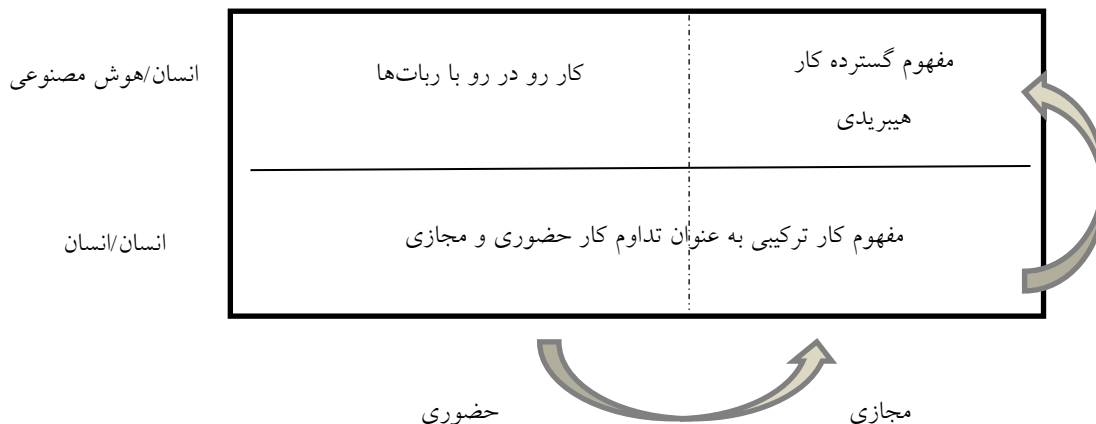 انسان/هوش مصنوعی
مفهوم گسترده کار
هیبریدی
کار رو در رو با ربات‌ها
انسان/انسان
مفهوم کار ترکیبی به عنوان تداوم کار حضوری و مجازی
مجازی
حضوری